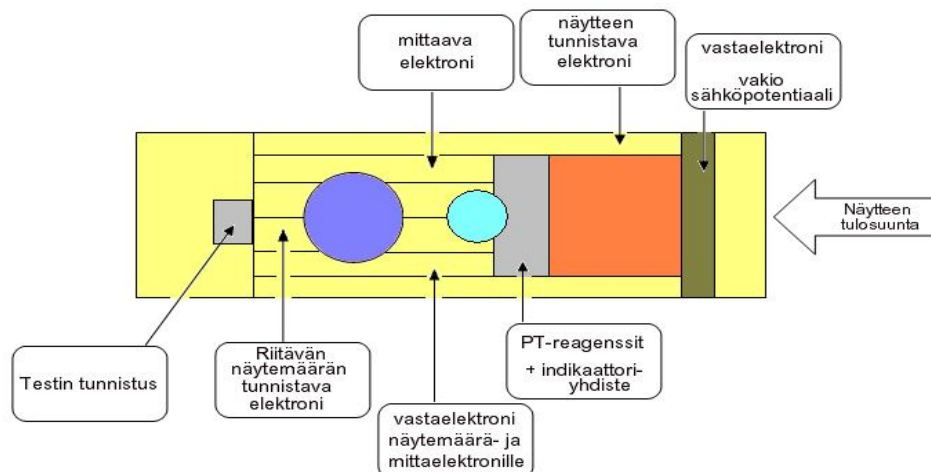 mittaava
elektroni
näytteen
tunnistava
elektroni
vastaelektroni
vakio
sähköpotentiaali
Näytteen
tulosuunta
Testin tunnistus
Riitävän
näytemäärän
tunnistava
elektroni
vastaelektroni
näytemäärä- ja
mittaelektronille
PT-reagenssit
+ indikaattori-
yhdiste